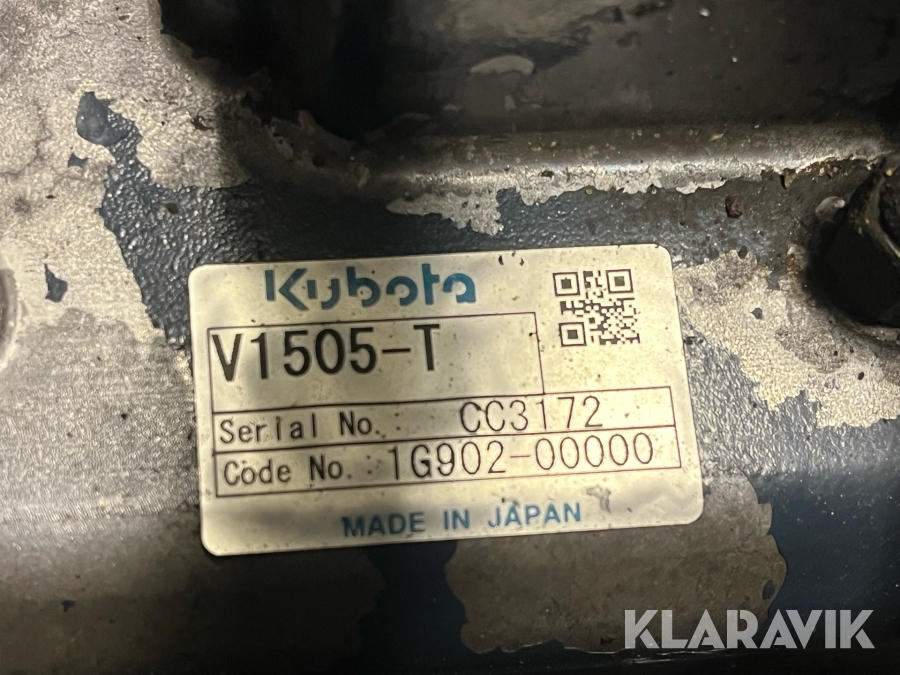 Kubota
V1505-T
Serial No. CC3172
Code No. 1G902-00000
MADE IN JAPAN
KLARAVIK